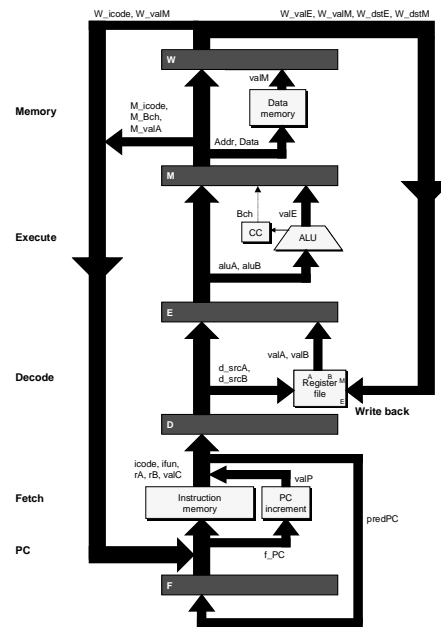 W_icode, W_valM
W_valE, W_valM, W_dstE, W_dstM
W
valM
Memory
M_icode,
M_Bch,
M_valA
Data
memory
Addr, Data
M
Bch
valE
CC
ALU
Execute
aluA, aluB
E
valA, valB
d_srcA,
d_srcB
A
B
M
Register
file
E
Decode
Write back
D
icode, ifun,
rA, rB, valC
valP
Fetch
Instruction
memory
PC
increment
predPC
PC
f_PC
F